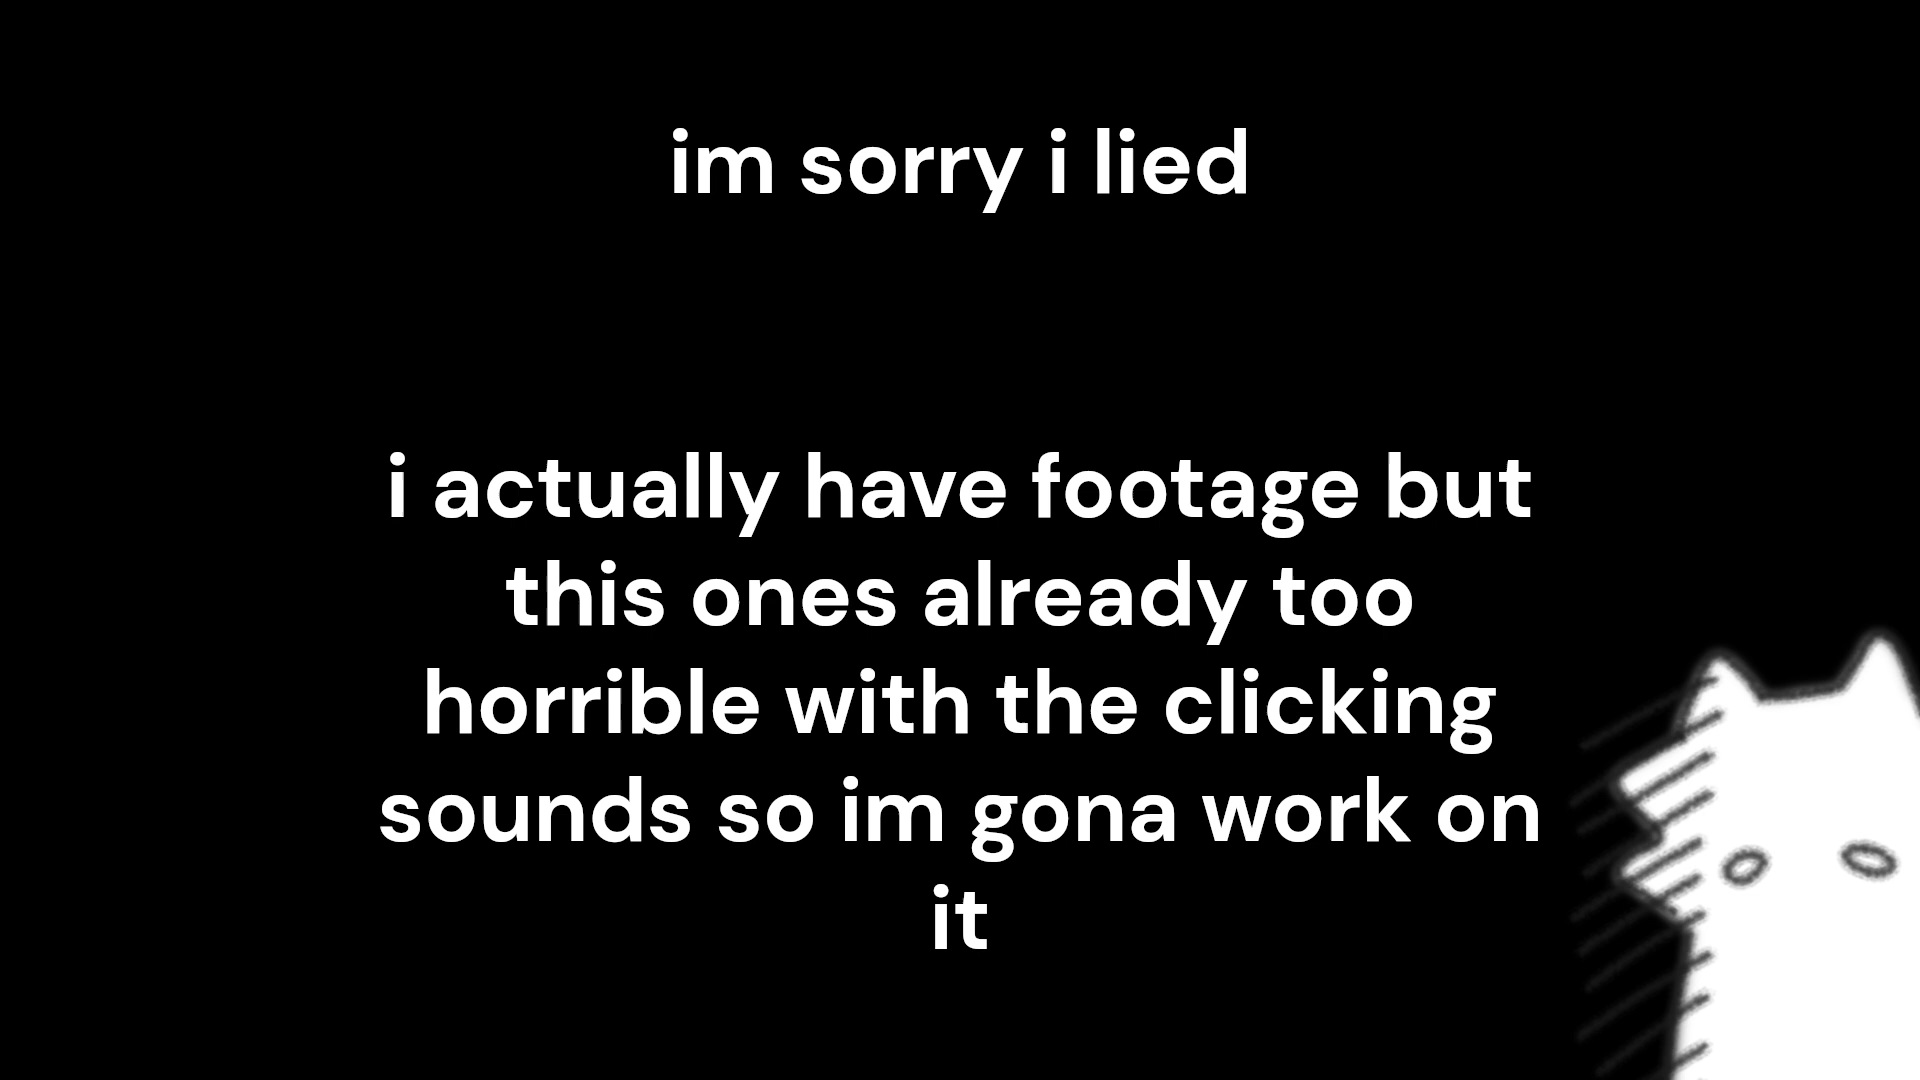 im sorry i lied
i actually have footage but
this ones already too
horrible with the clicking
sounds so im gona work on
it